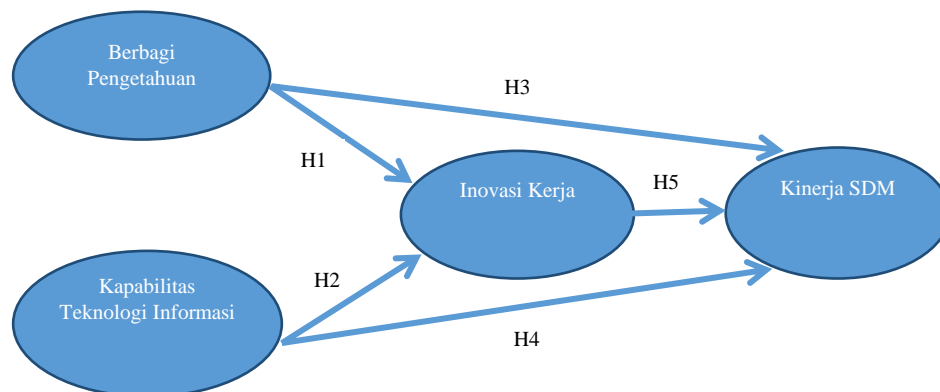 Berbagi
Pengetahuan
H3
H1
Inovasi Kerja
H5
Kinerja SDM
Kapabilitas
Teknologi Informasi
H2
H4